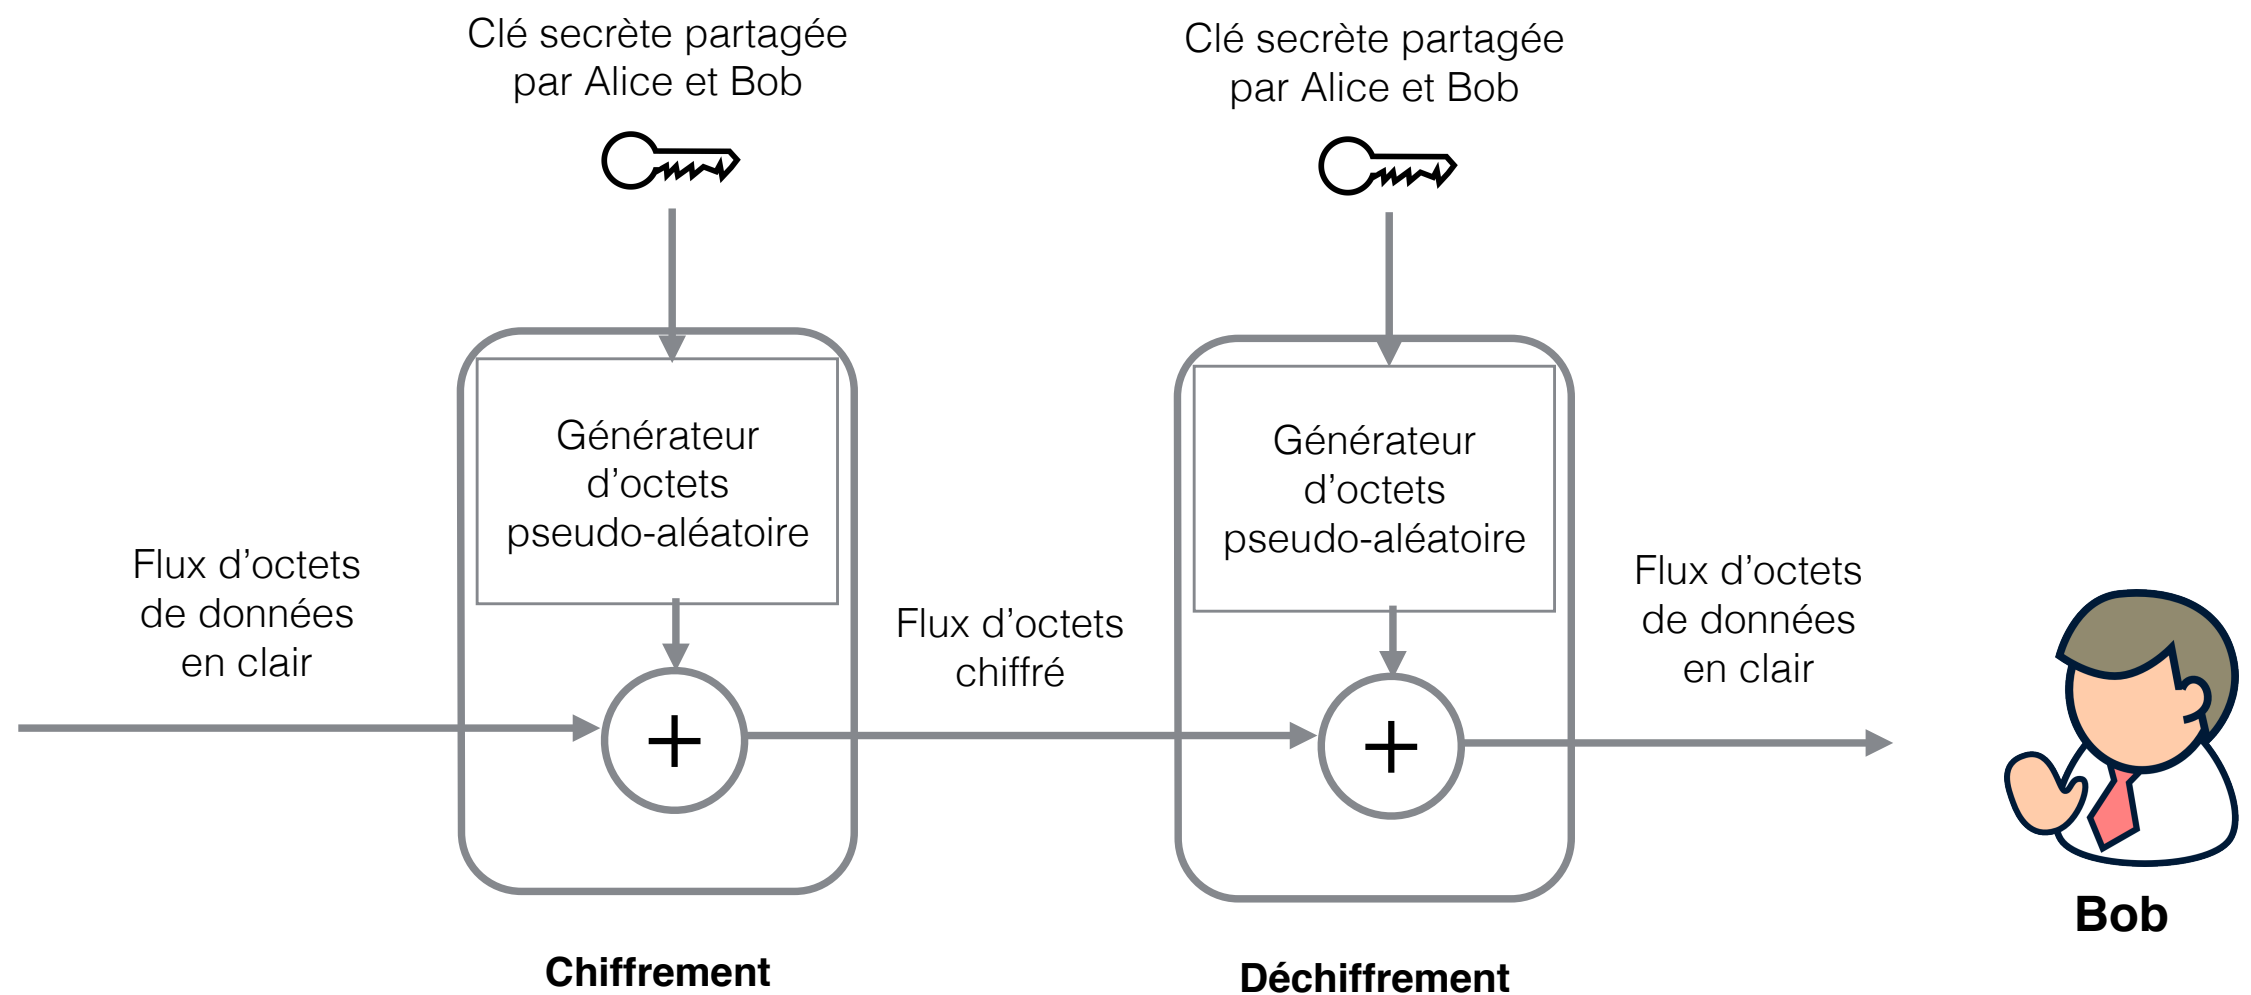 Clé secrète partagée
par Alice et Bob
Clé secrète partagée
par Alice et Bob
Générateur
d'octets
pseudo-aléatoire
Générateur
d'octets
pseudo-aléatoire
Flux d'octets
de données
en clair
Flux d'octets
chiffré
Flux d'octets
de données
en clair
+
+
Bob
Chiffrement
Déchiffrement